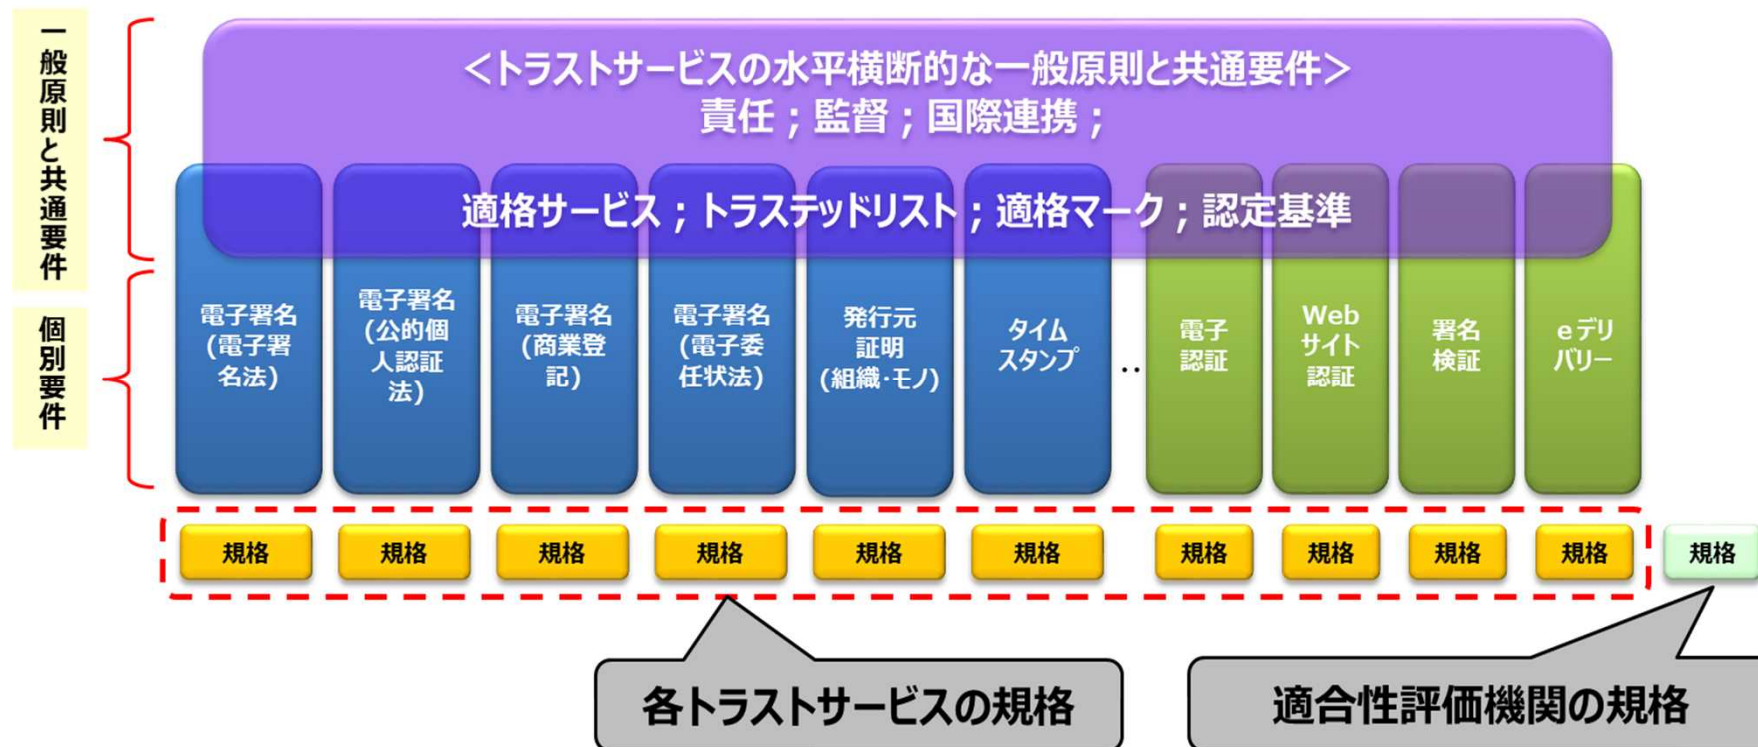 一般原則と共通要件
<トラストサービスの水平横断的な一般原則と共通要件>
責任；監督；国際連携；
適格サービス；トラステッドリスト；適格マーク；認定基準
個別要件
電子署名
(電子署
名法)
電子署名
(公的個
人認証
法)
電子署名
(商業登
記)
電子署名
(電子委
任状法)
発行元
証明
(組織･モノ)
タイム
スタンプ
‥
電子
認証
Web
サイト
認証
署名
検証
eデリ
バリー
規格
規格
規格
規格
規格
規格
規格
規格
規格
規格
規格
各トラストサービスの規格
適合性評価機関の規格